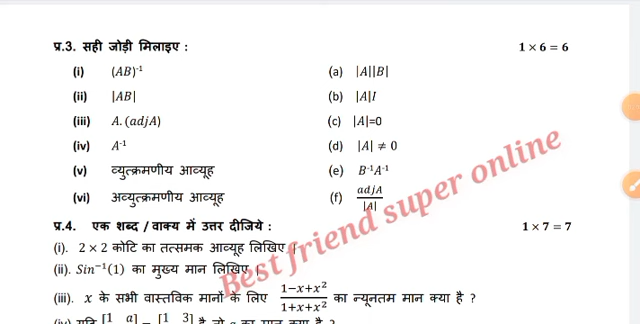 प्र.3. सही जोड़ी मिलाइए : 1 × 6 = 6
(i) (AB)⁻¹ (a) |A||B|
(ii) |AB| (b) |A|I
(iii) A. (adjA) (c) |A|=0
(iv) A⁻¹ (d) |A| ≠ 0
(v) व्युत्क्रमणीय आव्यूह (e) B⁻¹A⁻¹
(vi) अव्युत्क्रमणीय आव्यूह (f) adjA/|A|
प्र.4. एक शब्द / वाक्य में उत्तर दीजिये : 1 × 7 = 7
(i). 2 × 2 कोटि का तत्समक आव्यूह लिखिए ।
(ii). Sin⁻¹(1) का मुख्य मान लिखिए ।
(iii). x के सभी वास्तविक मानों के लिए 1−x+x²/1+x+x² का न्यूनतम मान क्या है ?
Best friend super online